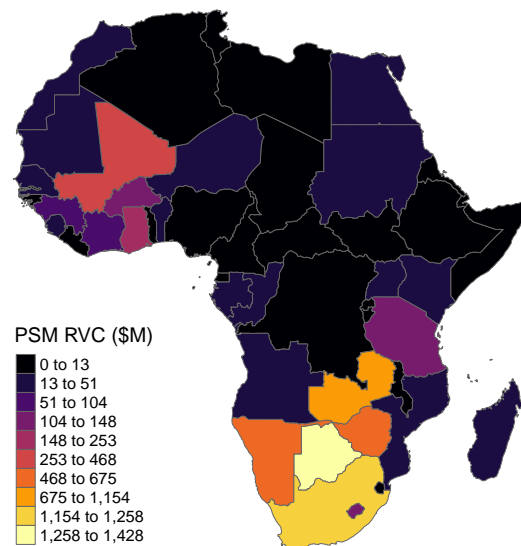 PSM RVC ($M)
0 to 13
13 to 51
51 to 104
104 to 148
148 to 253
253 to 468
468 to 675
675 to 1,154
1,154 to 1,258
1,258 to 1,428